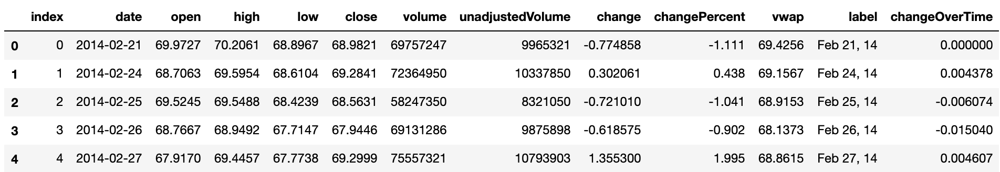 index date open high low close volume unadjustedVolume change changePercent vwap label changeOverTime
0 0 2014-02-21 69.9727 70.2061 68.8967 68.9821 69757247 9965321 -0.774858 -1.111 69.4256 Feb 21, 14 0.000000
1 1 2014-02-24 68.7063 69.5954 68.6104 69.2841 72364950 10337850 0.302061 0.438 69.1567 Feb 24, 14 0.004378
2 2 2014-02-25 69.5245 69.5488 68.4239 68.5631 58247350 8321050 -0.721010 -1.041 68.9153 Feb 25, 14 -0.006074
3 3 2014-02-26 68.7667 68.9492 67.7147 67.9446 69131286 9875898 -0.618575 -0.902 68.1373 Feb 26, 14 -0.015040
4 4 2014-02-27 67.9170 69.4457 67.7738 69.2999 75557321 10793903 1.355300 1.995 68.8615 Feb 27, 14 0.004607